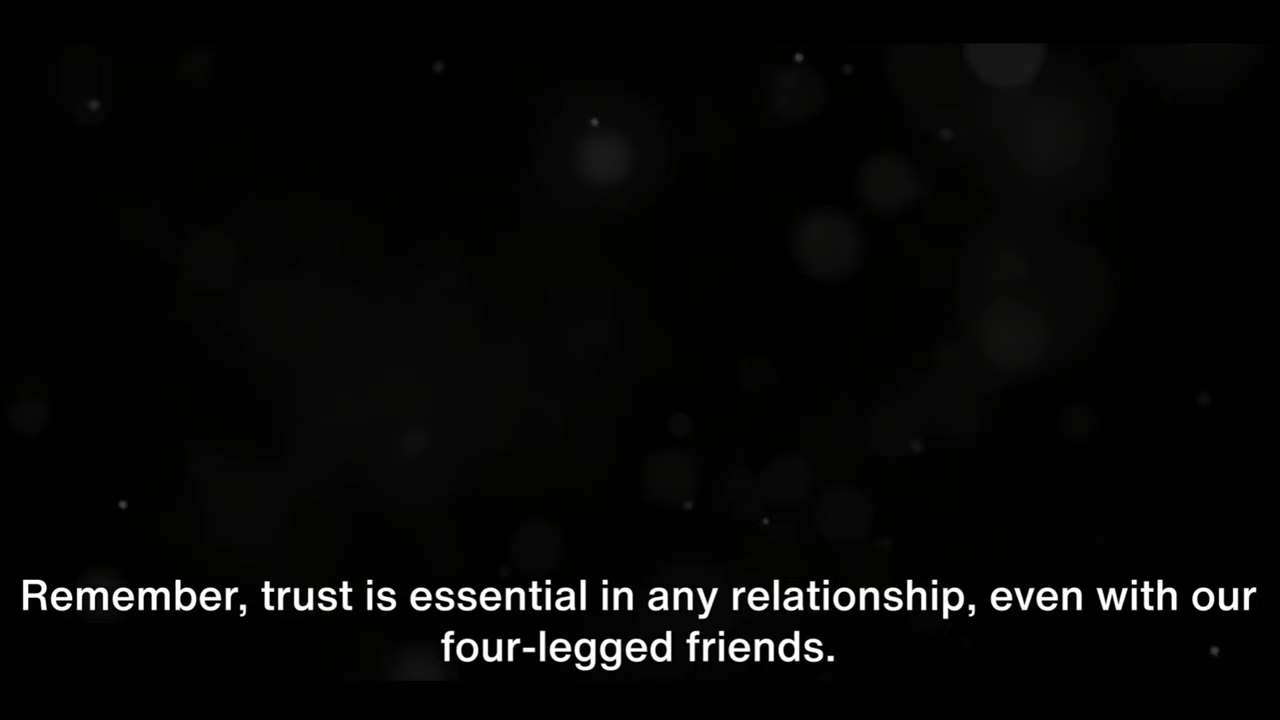 Remember, trust is essential in any relationship, even with our
four-legged friends.